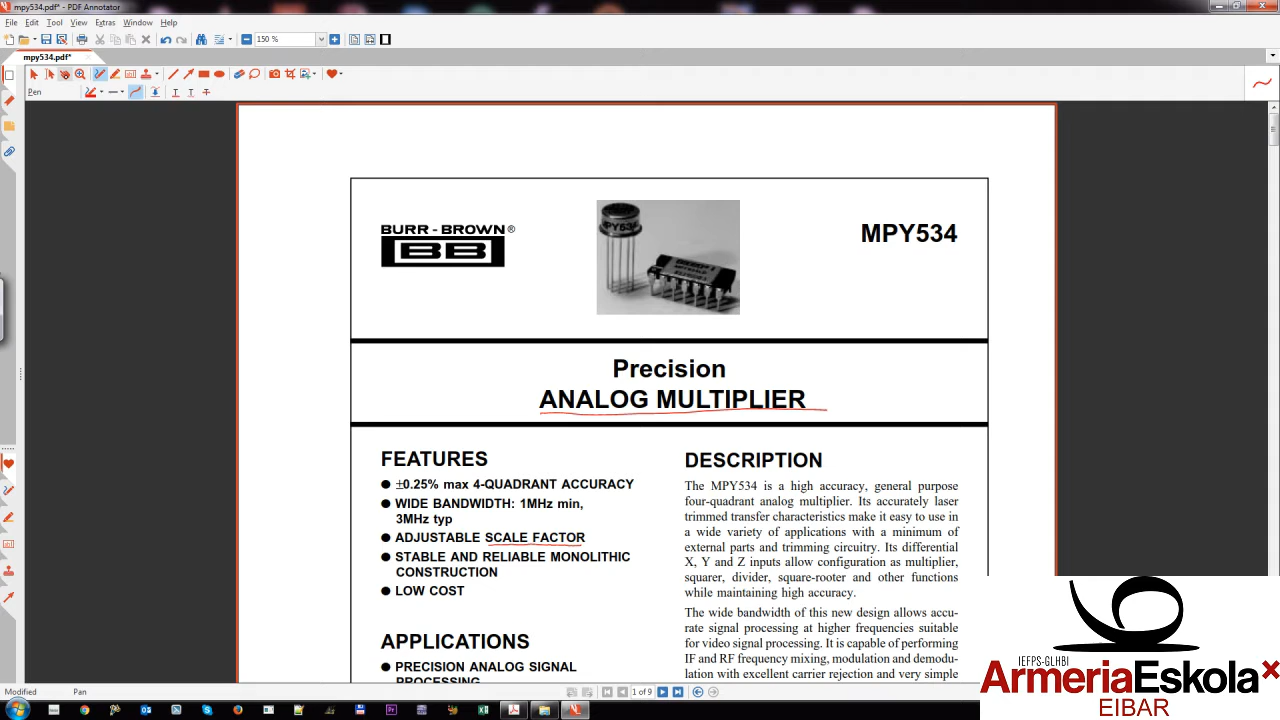 mpy534.pdf* - PDF Annotator
File Edit Tool View Extras Window Help
150 %
mpy534.pdf*
Pen
BURR - BROWN®
BB
MPY534
MPY534
Precision
ANALOG MULTIPLIER
FEATURES
● ±0.25% max 4-QUADRANT ACCURACY
● WIDE BANDWIDTH: 1MHz min,
3MHz typ
● ADJUSTABLE SCALE FACTOR
● STABLE AND RELIABLE MONOLITHIC
CONSTRUCTION
● LOW COST
APPLICATIONS
● PRECISION ANALOG SIGNAL
PROCESSING
DESCRIPTION
The MPY534 is a high accuracy, general purpose
four-quadrant analog multiplier. Its accurately laser
trimmed transfer characteristics make it easy to use in
a wide variety of applications with a minimum of
external parts and trimming circuitry. Its differential
X, Y and Z inputs allow configuration as multiplier,
squarer, divider, square-rooter and other functions
while maintaining high accuracy.
The wide bandwidth of this new design allows accu-
rate signal processing at higher frequencies suitable
for video signal processing. It is capable of performing
IF and RF frequency mixing, modulation and demodu-
lation with excellent carrier rejection and very simple
Modified Pan
1 of 9
IEFPS-GLHBI
ArmeriaEskola
EIBAR